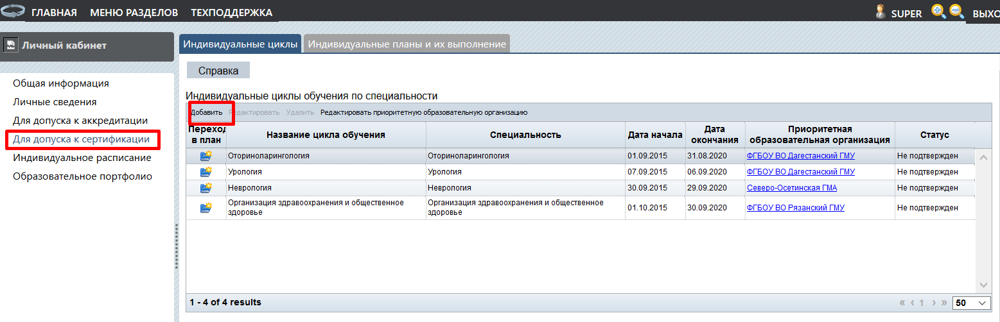 ГЛАВНАЯ МЕНЮ РАЗДЕЛОВ ТЕХПОДДЕРЖКА SUPER ВЫХО
Личный кабинет
Общая информация
Личные сведения
Для допуска к аккредитации
Для допуска к сертификации
Индивидуальное расписание
Образовательное портфолио
Индивидуальные циклы Индивидуальные планы и их выполнение
Справка
Индивидуальные циклы обучения по специальности
Добавить Редактировать Удалить Редактировать приоритетную образовательную организацию
Переход в план Название цикла обучения Специальность Дата начала Дата окончания Приоритетная образовательная организация Статус
Оториноларингология Оториноларингология 01.09.2015 31.08.2020 ФГБОУ ВО Дагестанский ГМУ Не подтвержден
Урология Урология 07.09.2015 06.09.2020 ФГБОУ ВО Дагестанский ГМУ Не подтвержден
Неврология Неврология 30.09.2015 29.09.2020 Северо-Осетинская ГМА Не подтвержден
Организация здравоохранения и общественное здоровье Организация здравоохранения и общественное здоровье 01.10.2015 30.09.2020 ФГБОУ ВО Рязанский ГМУ Не подтвержден
1 - 4 of 4 results « ‹ 1 › » 50